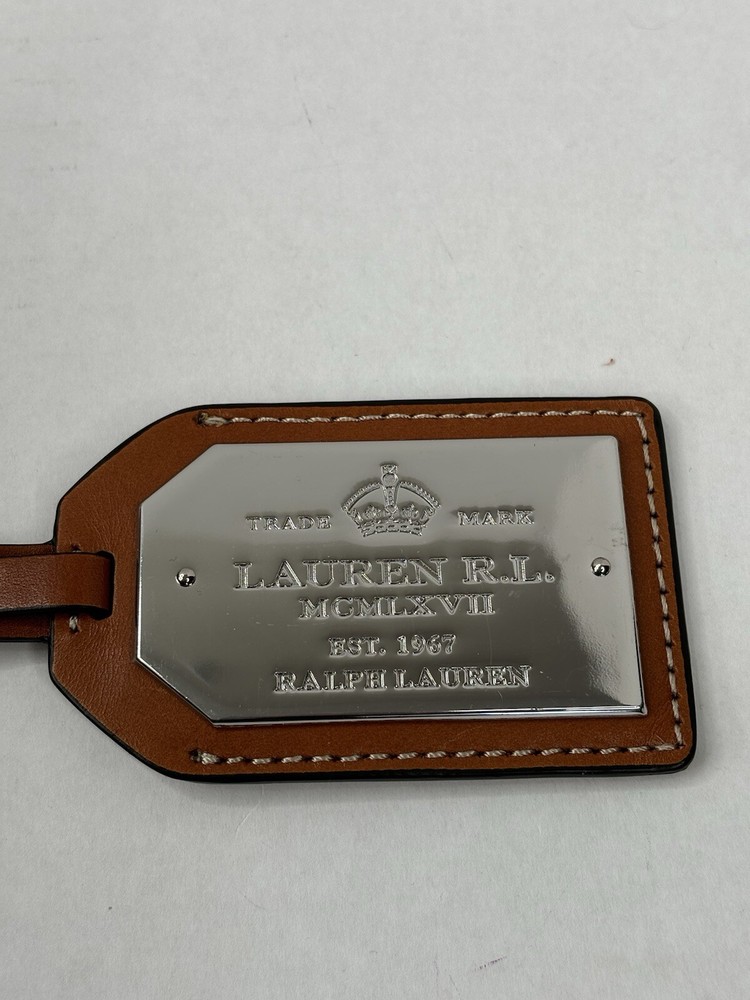 TRADE MARK
LAUREN R.L.
MCMLXVII
EST. 1967
RALPH LAUREN